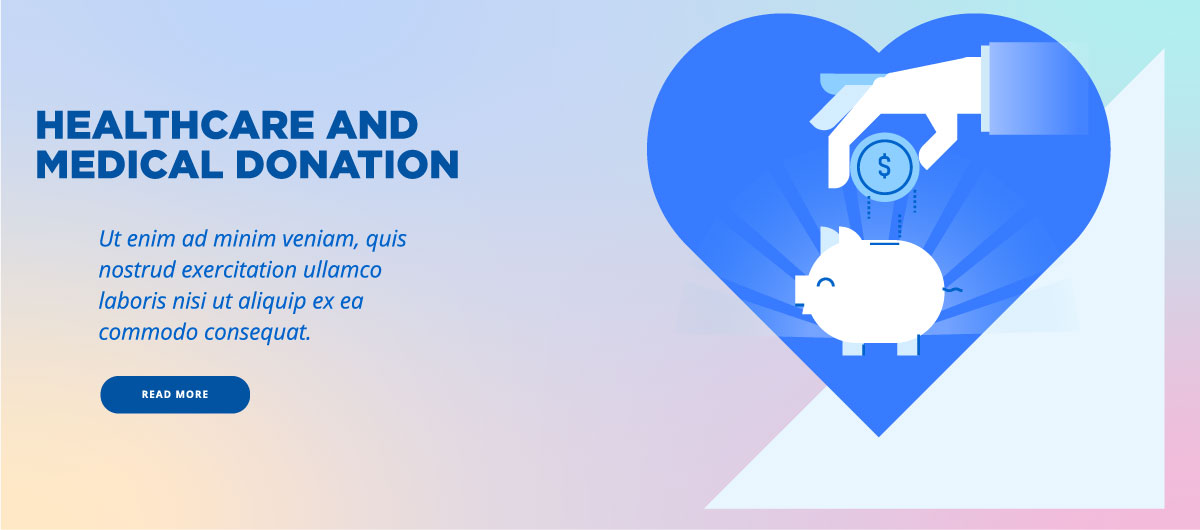 HEALTHCARE AND
MEDICAL DONATION
Ut enim ad minim veniam, quis
nostrud exercitation ullamco
laboris nisi ut aliquip ex ea
commodo consequat.
READ MORE
$